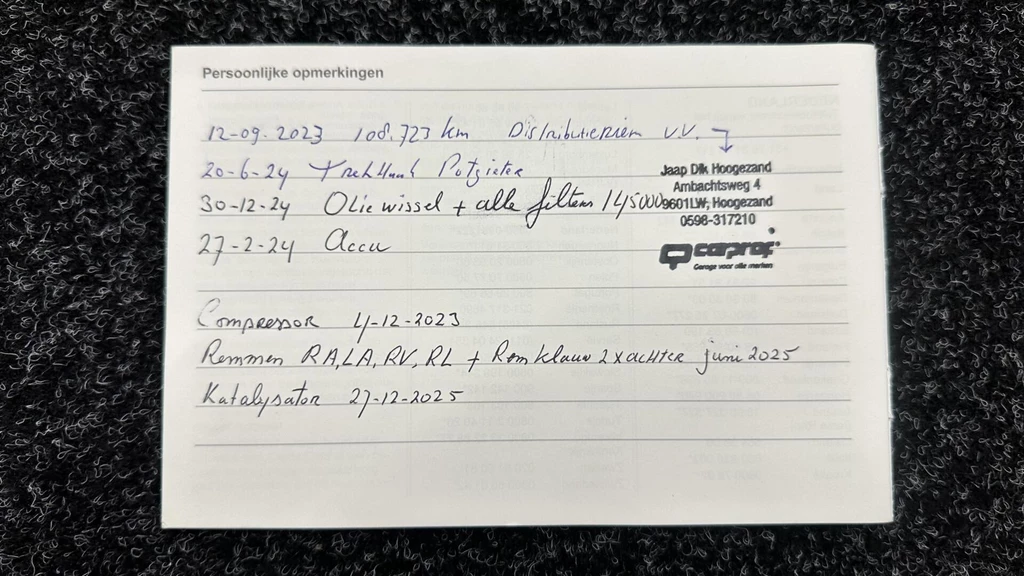 Persoonlijke opmerkingen
12-09-2023 108.723 km Distributieriem V.V.
20-6-24 Trekhaak Potgieter
Jaap Dik Hoogezand
Ambachtsweg 4
30-12-24 Oliewissel + alle filters 145000
9601LW, Hoogezand
0598-317210
27-2-24 Accu
carprof
Garage voor alle merken
Compressor 4-12-2023
Remmen RA, LA, RV, RL + Remklauw 2x achter juni 2025
Katalysator 27-12-2025